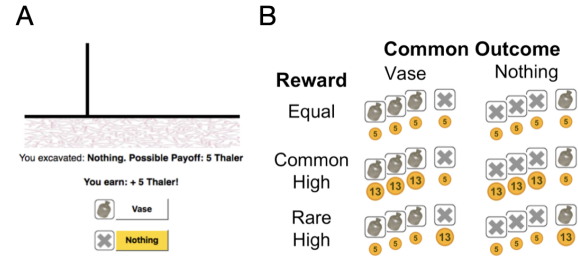 A
You excavated: Nothing. Possible Payoff: 5 Thaler
You earn: + 5 Thaler!
Vase
Nothing
B
Common Outcome
Reward
Vase
Nothing
Equal
5 5 5 5
5 5 5 5
Common
High
13 13 13 5
13 13 13 5
Rare
High
5 5 5 13
5 5 5 13